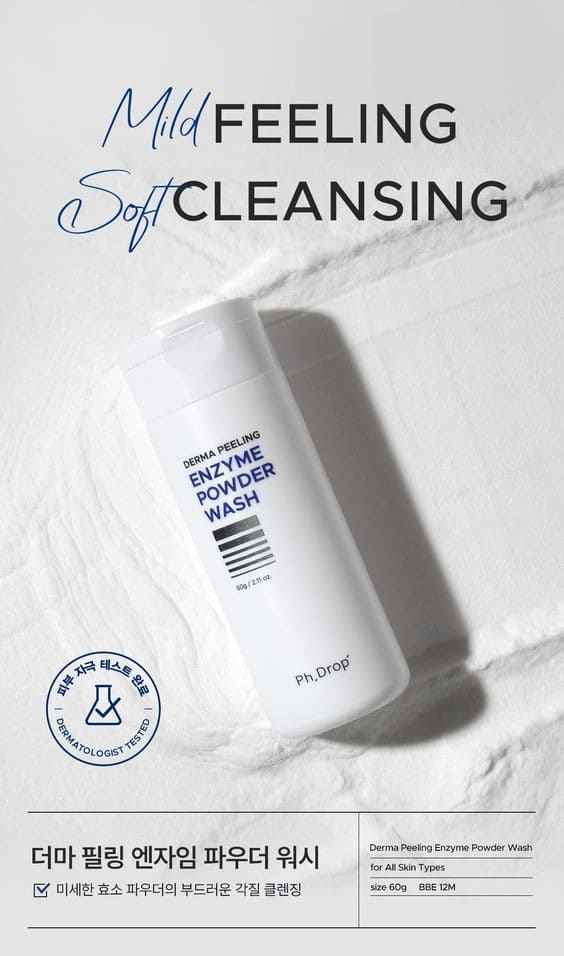 Mild FEELING
Soft CLEANSING
DERMA PEELING
ENZYME
POWDER
WASH
60g / 2.11 oz.
Ph,Drop'
피부 자극 테스트 완료
DERMATOLOGIST TESTED
더마 필링 엔자임 파우더 워시
미세한 효소 파우더의 부드러운 각질 클렌징
Derma Peeling Enzyme Powder Wash
for All Skin Types
size 60g BBE 12M